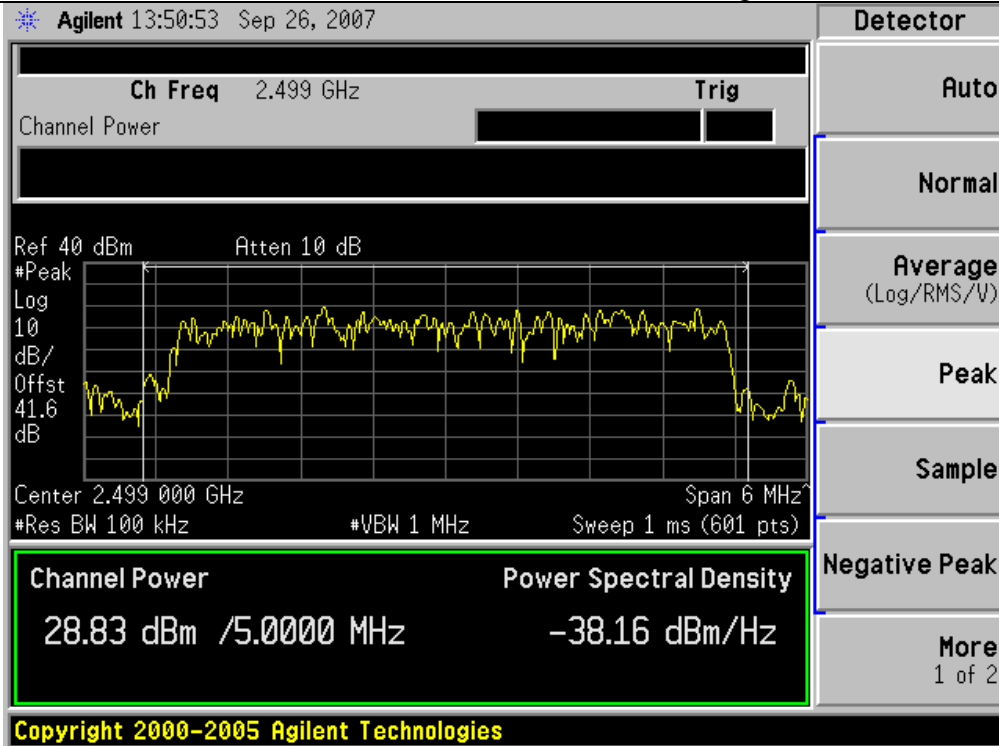 Agilent 13:50:53 Sep 26, 2007
Detector
Ch Freq 2.499 GHz Trig
Channel Power
Ref 40 dBm Atten 10 dB
#Peak
Log
10
dB/
Offst
41.6
dB
Center 2.499 000 GHz Span 6 MHz^
#Res BW 100 kHz #VBW 1 MHz Sweep 1 ms (601 pts)
Channel Power Power Spectral Density
28.83 dBm /5.0000 MHz -38.16 dBm/Hz
Copyright 2000-2005 Agilent Technologies
Auto
Normal
Average
(Log/RMS/V)
Peak
Sample
Negative Peak
More
1 of 2